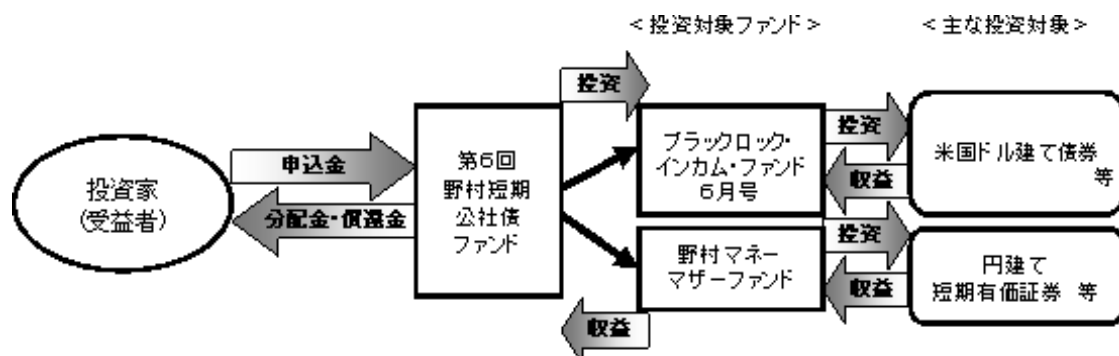 ＜投資対象ファンド＞
＜主な投資対象＞
投資
申込金
投資家
(受益者)
分配金・償還金
第6回
野村短期
公社債
ファンド
ブラックロック・
インカム・ファンド
6月号
投資
収益
米国ドル建て債券
等
野村マネー
マザーファンド
投資
収益
円建て
短期有価証券 等
収益